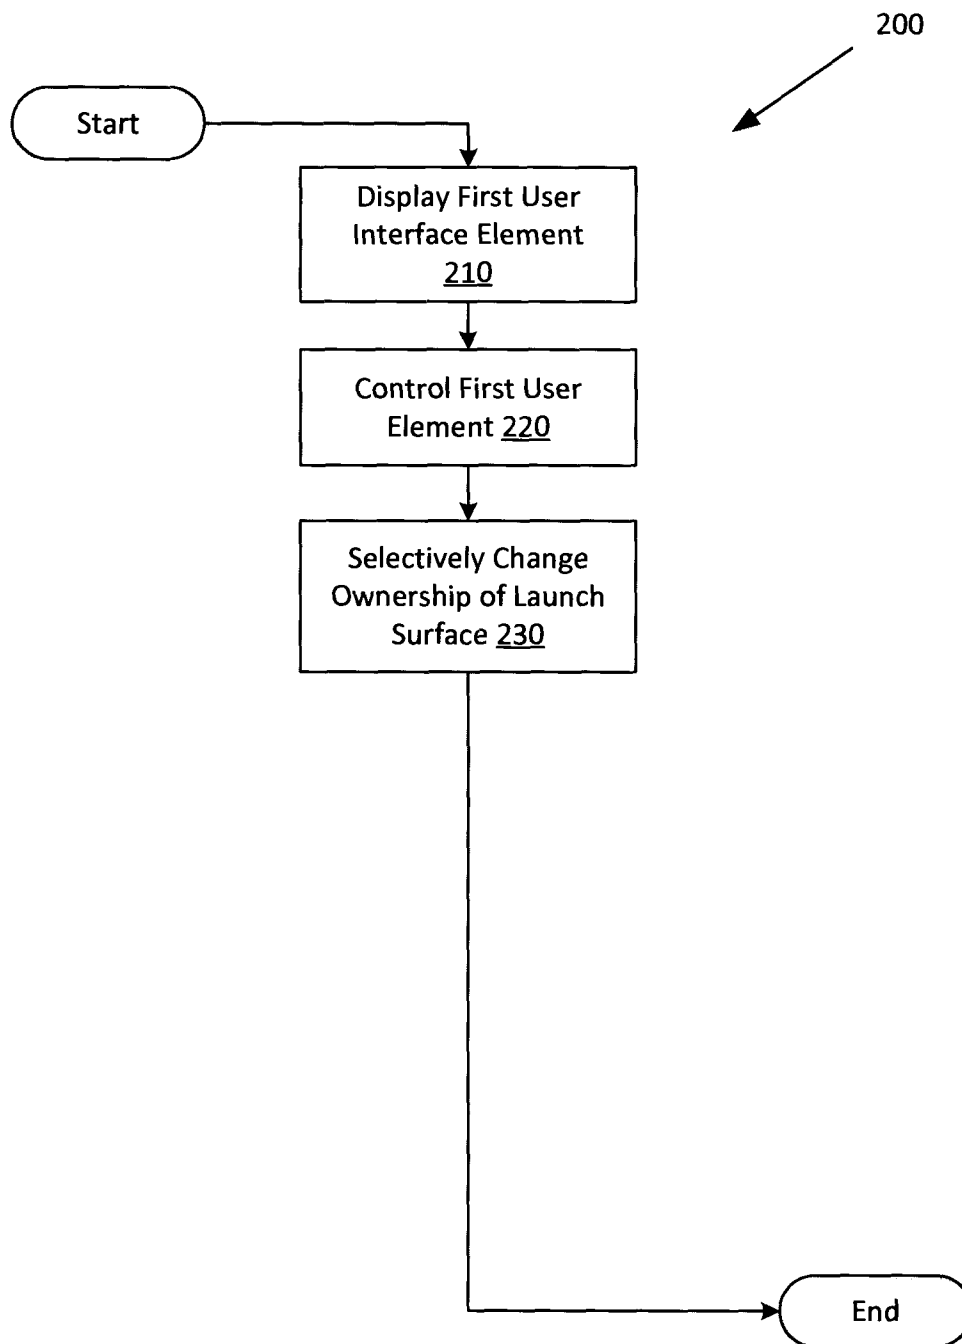 200
Start
Display First User
Interface Element
210
Control First User
Element 220
Selectively Change
Ownership of Launch
Surface 230
End